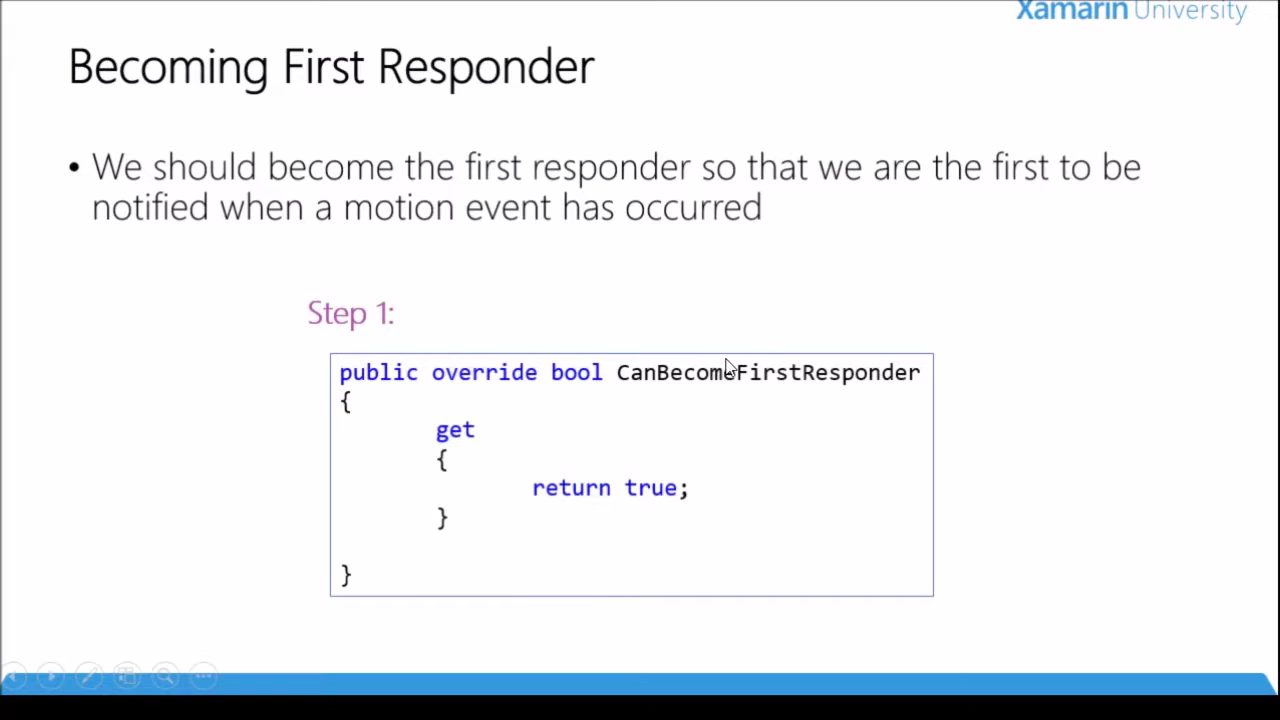 Xamarin University
Becoming First Responder
• We should become the first responder so that we are the first to be
notified when a motion event has occurred
Step 1:
public override bool CanBecomeFirstResponder
{
get
{
return true;
}
}